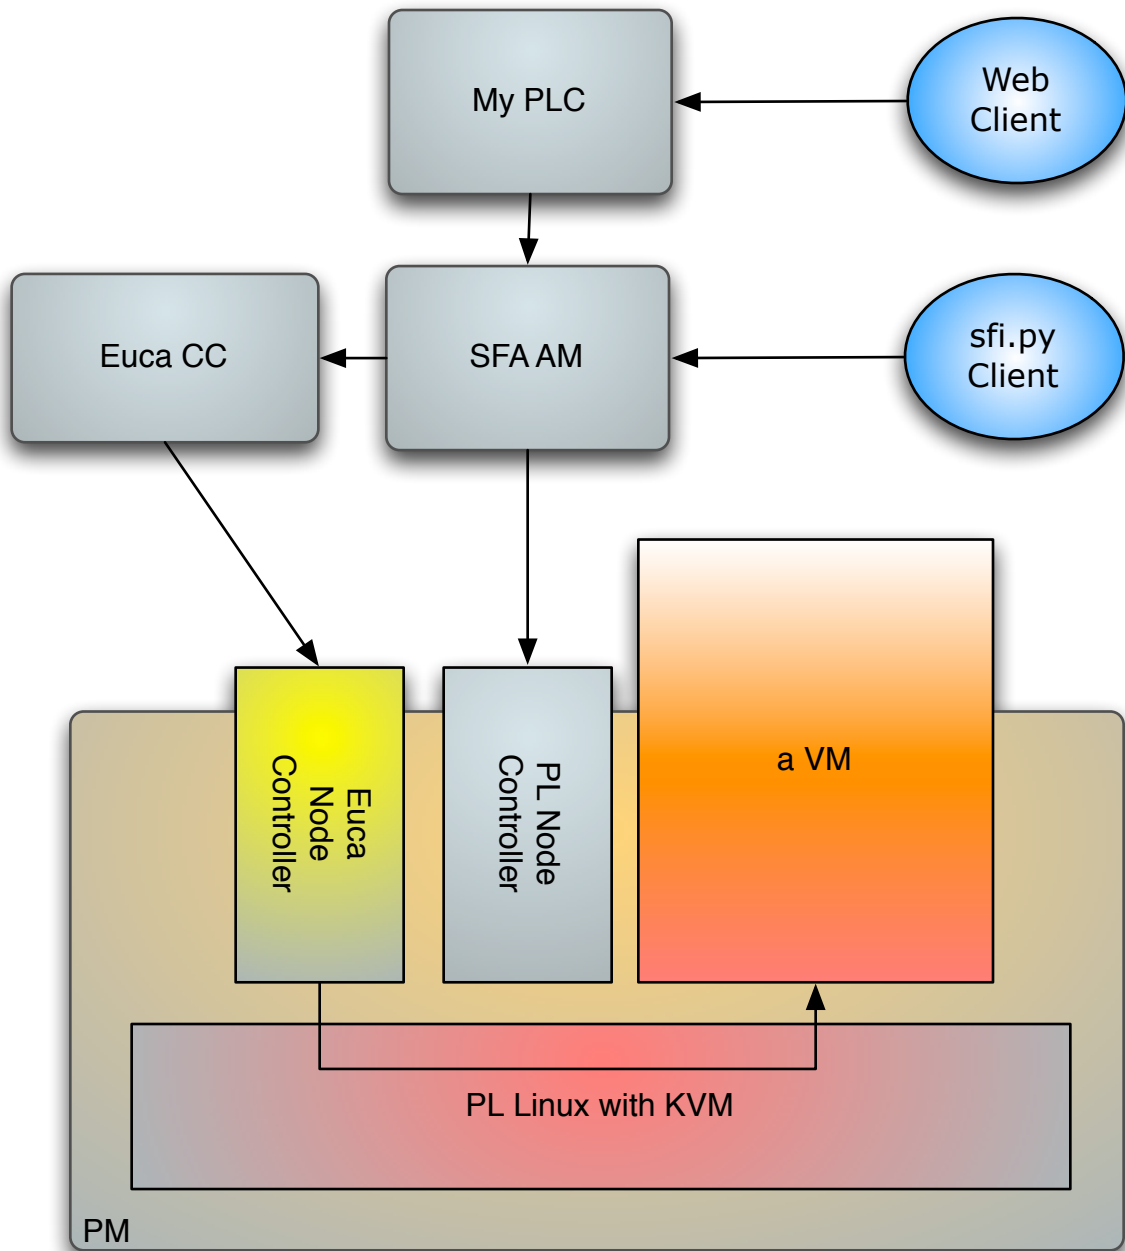 My PLC
Web
Client
Euca CC
SFA AM
sfi.py
Client
Euca
Node
Controller
PL Node
Controller
a VM
PL Linux with KVM
PM